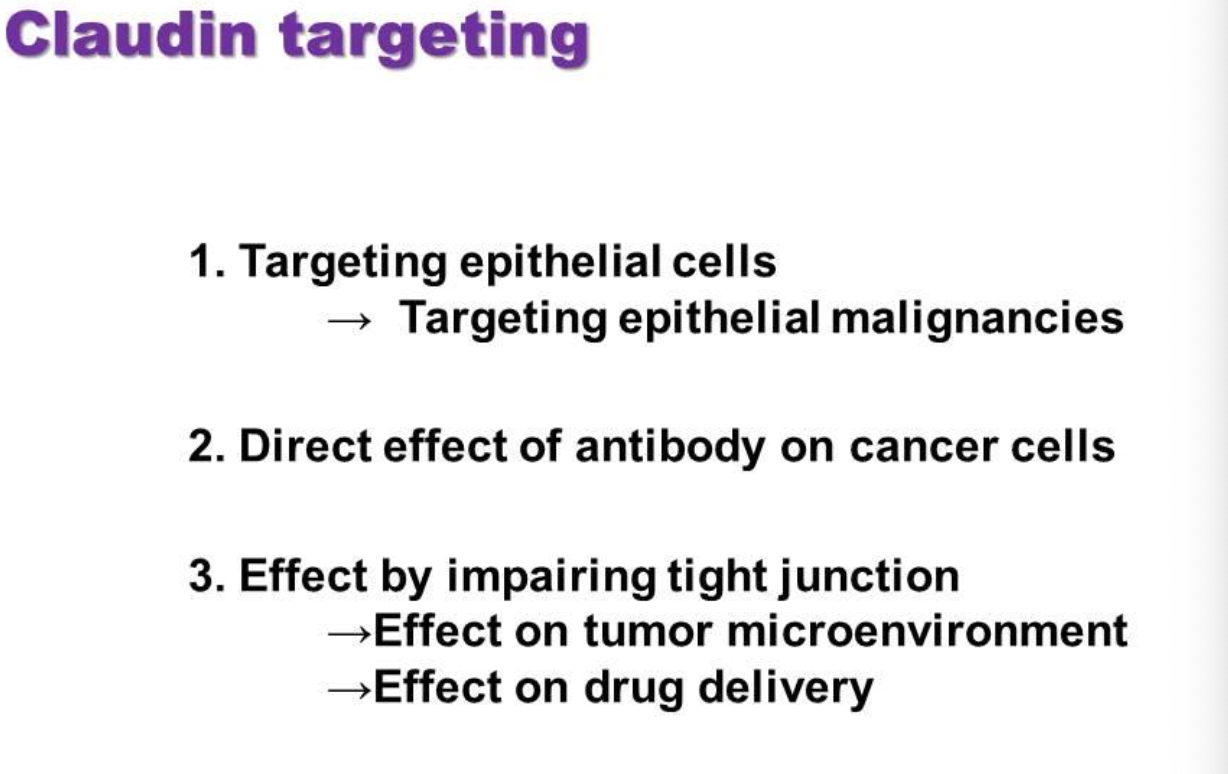 Claudin targeting
1. Targeting epithelial cells
→ Targeting epithelial malignancies
2. Direct effect of antibody on cancer cells
3. Effect by impairing tight junction
→Effect on tumor microenvironment
→Effect on drug delivery